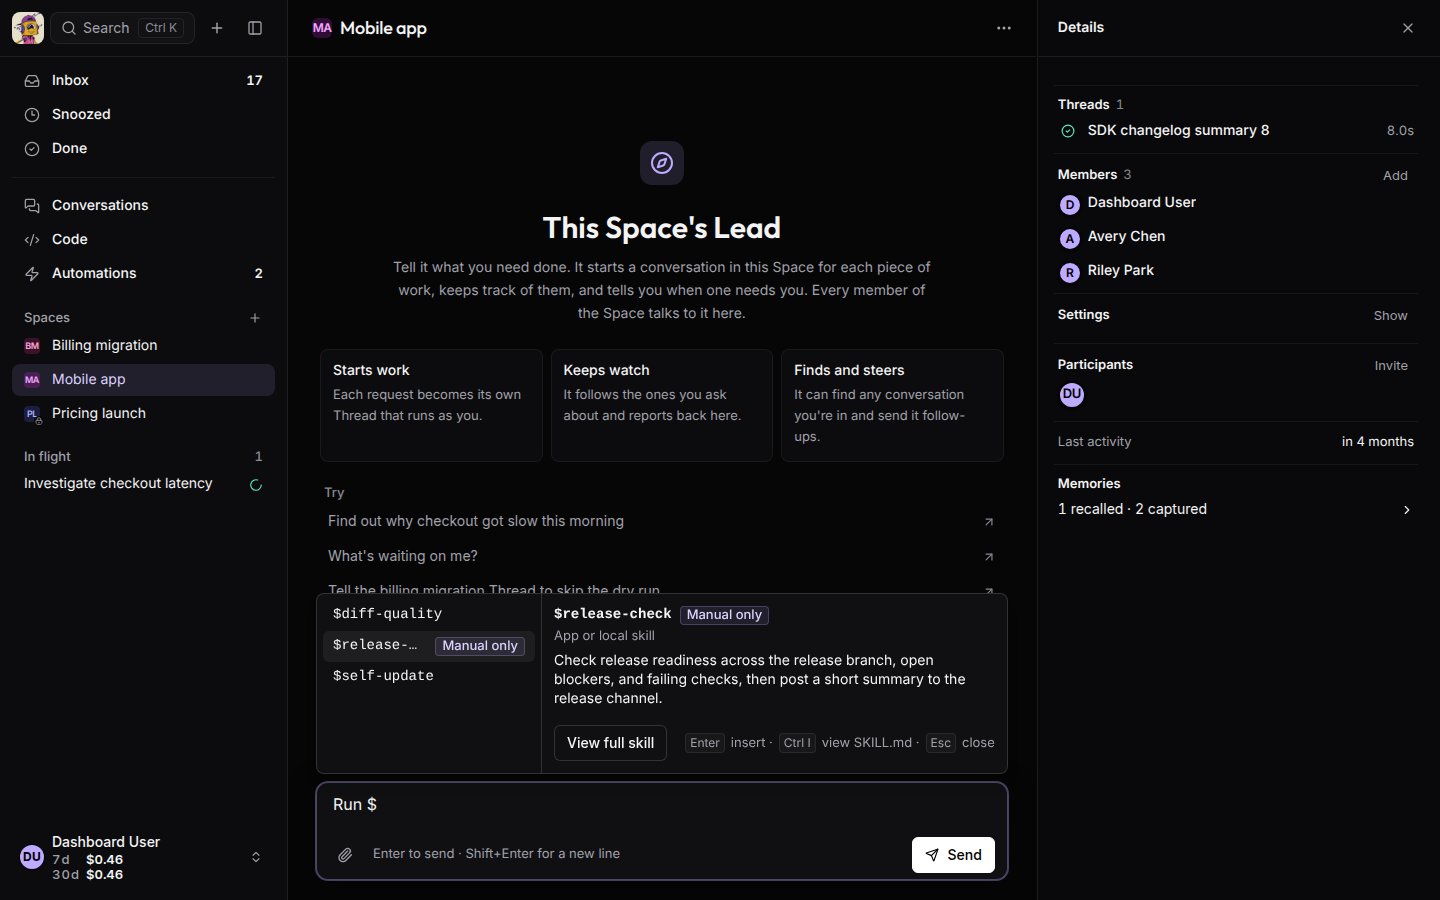 Search Ctrl K
Inbox 17
Snoozed
Done
Conversations
Code
Automations 2
Spaces
BM Billing migration
MA Mobile app
PL Pricing launch
In flight 1
Investigate checkout latency
DU Dashboard User
7d $0.46
30d $0.46
MA Mobile app
This Space's Lead
Tell it what you need done. It starts a conversation in this Space for each piece of
work, keeps track of them, and tells you when one needs you. Every member of
the Space talks to it here.
Starts work
Each request becomes its own
Thread that runs as you.
Keeps watch
It follows the ones you ask
about and reports back here.
Finds and steers
It can find any conversation
you're in and send it follow-
ups.
Try
Find out why checkout got slow this morning
What's waiting on me?
Tell the billing migration Thread to skip the dry run
$diff-quality
$release-… Manual only
$self-update
$release-check Manual only
App or local skill
Check release readiness across the release branch, open
blockers, and failing checks, then post a short summary to the
release channel.
View full skill Enter insert · Ctrl I view SKILL.md · Esc close
Run $
Enter to send · Shift+Enter for a new line
Send
Details
Threads 1
SDK changelog summary 8 8.0s
Members 3 Add
D Dashboard User
A Avery Chen
R Riley Park
Settings Show
Participants Invite
DU
Last activity in 4 months
Memories
1 recalled · 2 captured